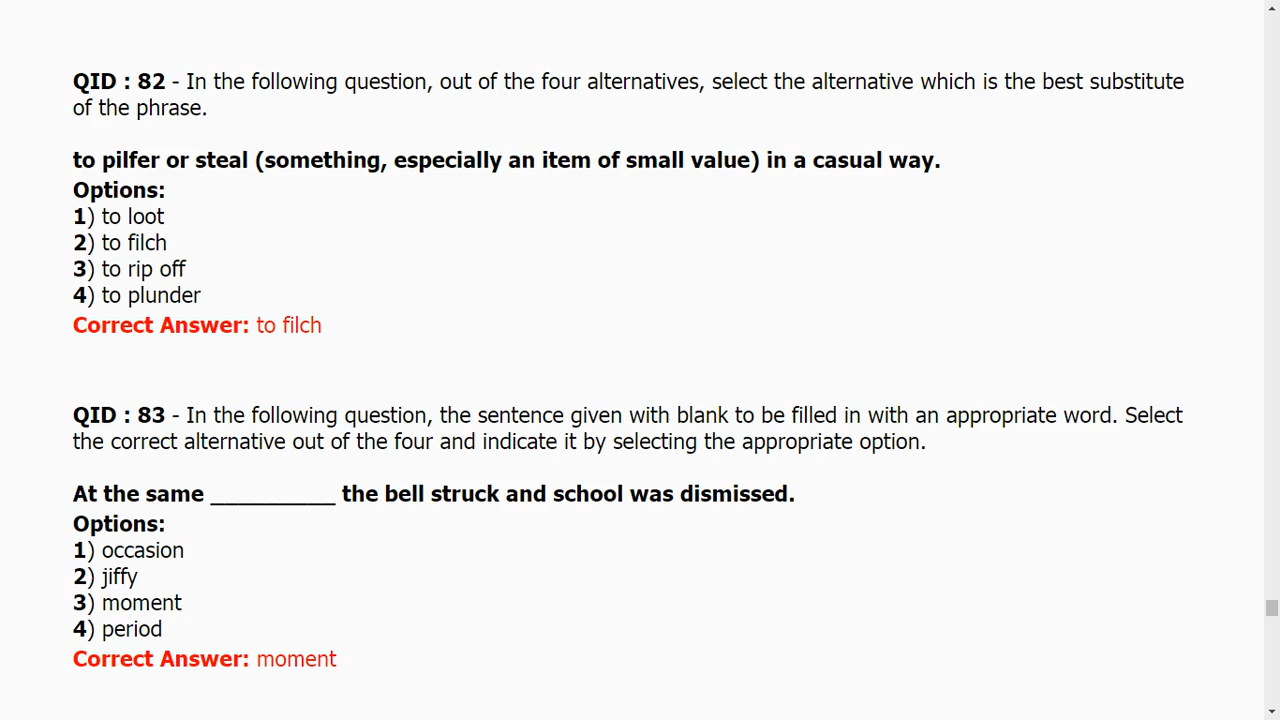 QID : 82 - In the following question, out of the four alternatives, select the alternative which is the best substitute
of the phrase.
to pilfer or steal (something, especially an item of small value) in a casual way.
Options:
1) to loot
2) to filch
3) to rip off
4) to plunder
Correct Answer: to filch
QID : 83 - In the following question, the sentence given with blank to be filled in with an appropriate word. Select
the correct alternative out of the four and indicate it by selecting the appropriate option.
At the same __________ the bell struck and school was dismissed.
Options:
1) occasion
2) jiffy
3) moment
4) period
Correct Answer: moment